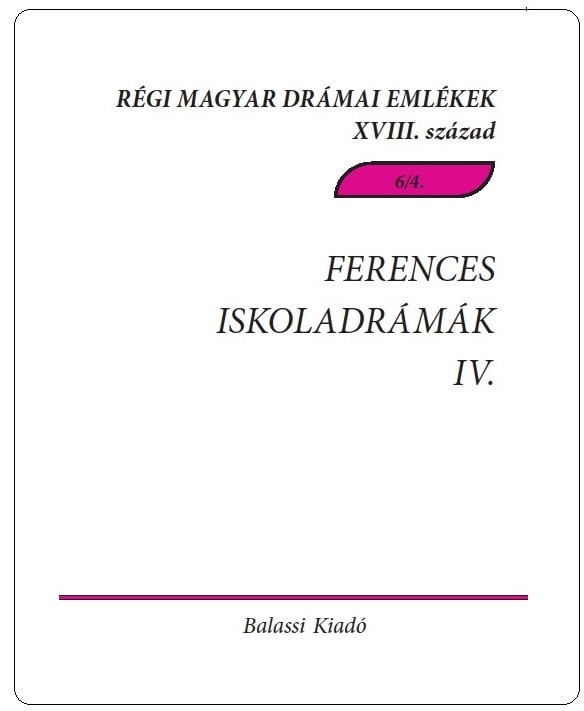 RÉGI MAGYAR DRÁMAI EMLÉKEK
XVIII. század
6/4.
FERENCES
ISKOLADRÁMÁK
IV.
Balassi Kiadó